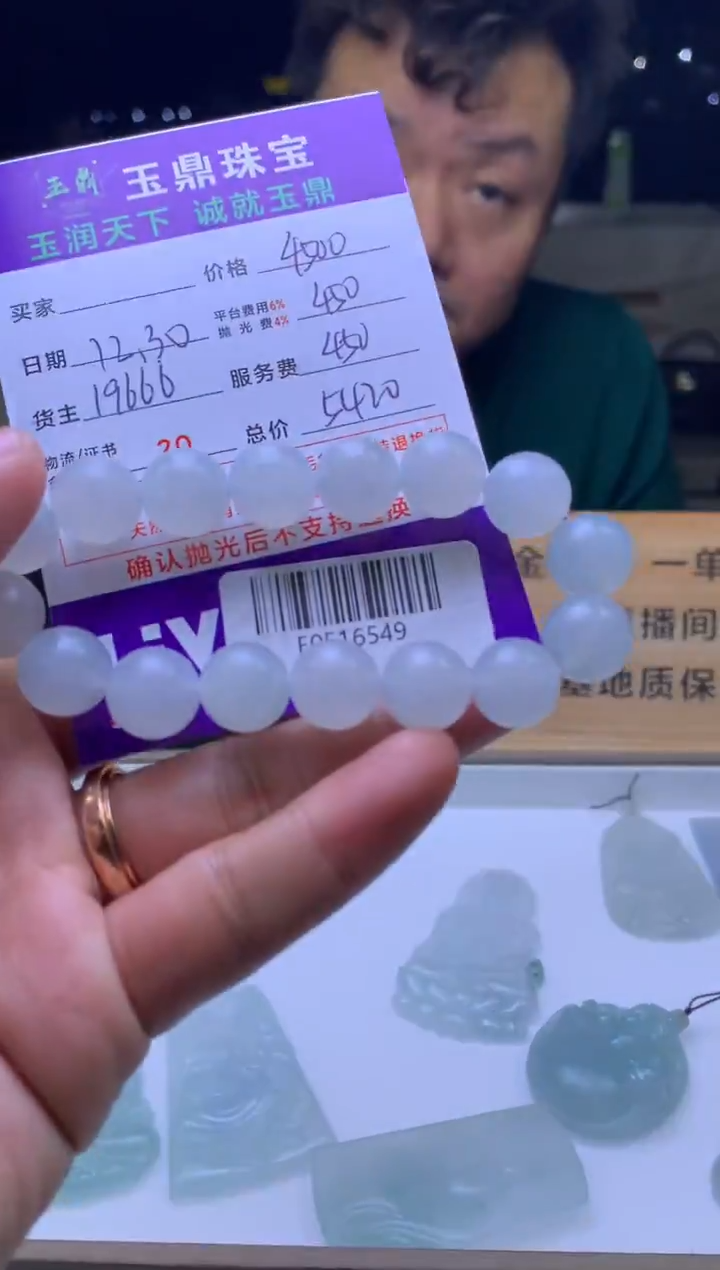 玉鼎 玉鼎珠宝
玉润天下 诚就玉鼎
买家 价格 4500
日期 12.30 平台费用6% 抛光费4% 450
货主 19666 服务费 450
物流/证书 20 总价 5420
确认抛光后不支持退换
EQ516549
金 一单
播间
基地质保